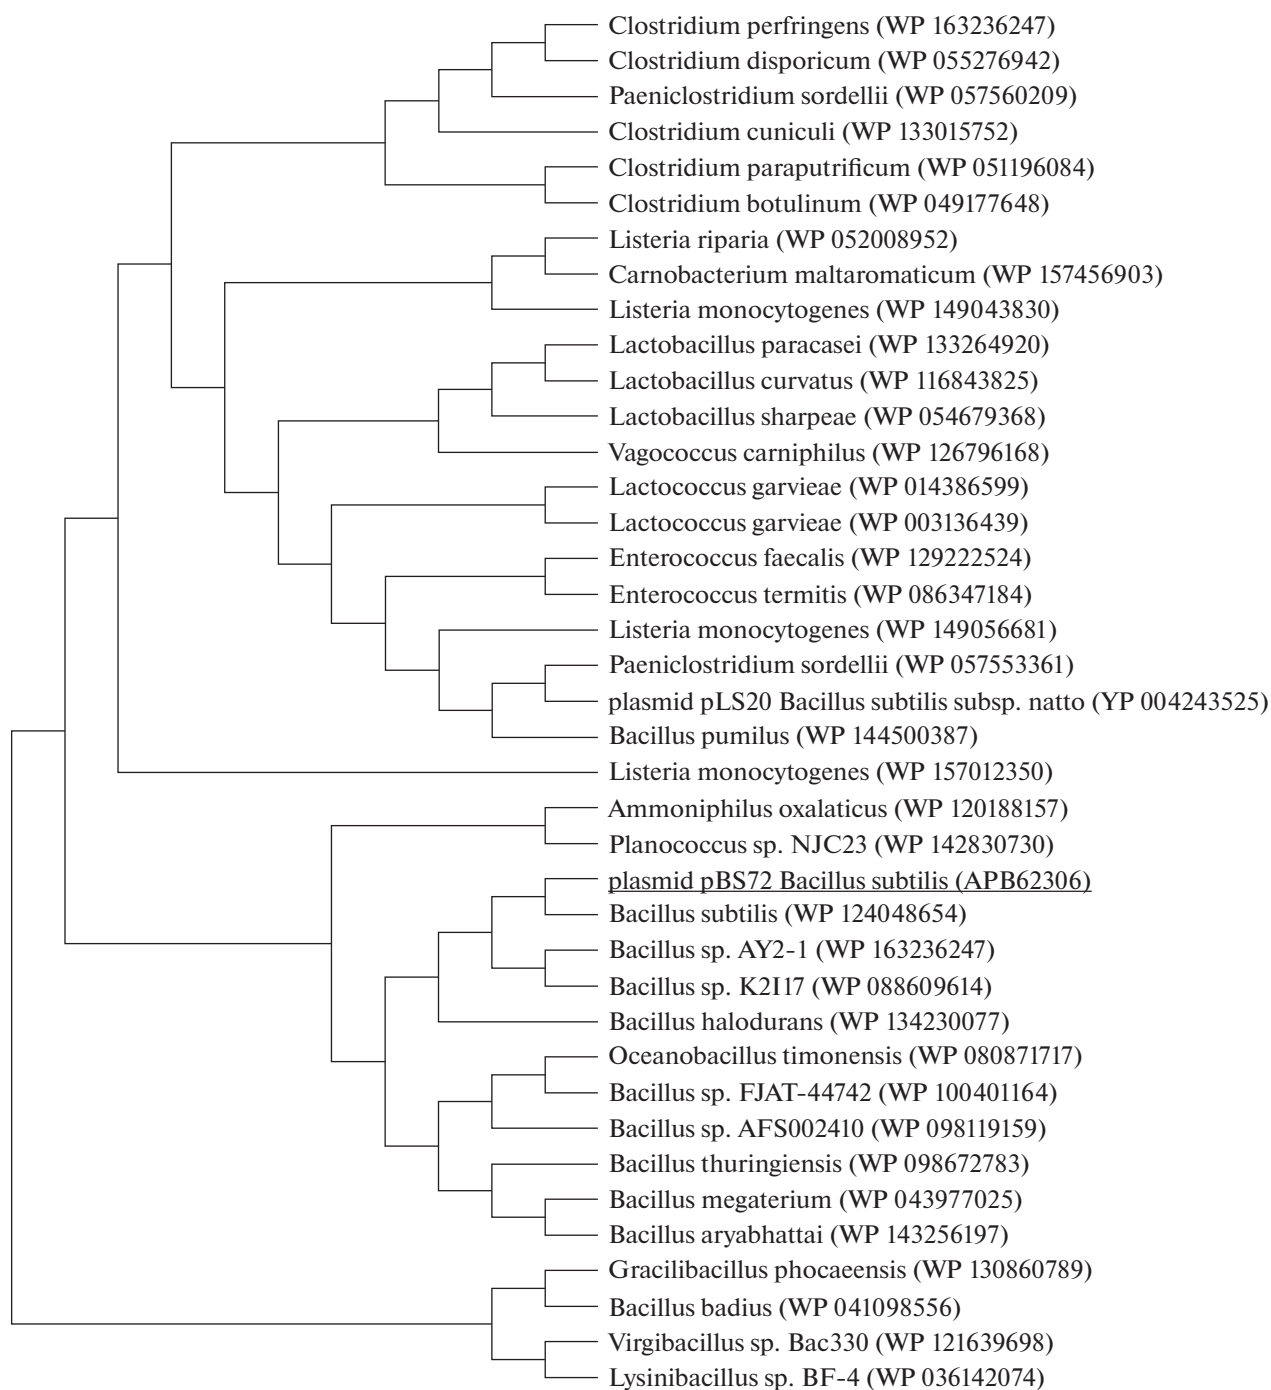 Clostridium perfringens (WP 163236247)
Clostridium disporicum (WP 055276942)
Paeniclostridium sordellii (WP 057560209)
Clostridium cuniculi (WP 133015752)
Clostridium paraputrificum (WP 051196084)
Clostridium botulinum (WP 049177648)
Listeria riparia (WP 052008952)
Carnobacterium maltaromaticum (WP 157456903)
Listeria monocytogenes (WP 149043830)
Lactobacillus paracasei (WP 133264920)
Lactobacillus curvatus (WP 116843825)
Lactobacillus sharpeae (WP 054679368)
Vagococcus carniphilus (WP 126796168)
Lactococcus garvieae (WP 014386599)
Lactococcus garvieae (WP 003136439)
Enterococcus faecalis (WP 129222524)
Enterococcus termitis (WP 086347184)
Listeria monocytogenes (WP 149056681)
Paeniclostridium sordellii (WP 057553361)
plasmid pLS20 Bacillus subtilis subsp. natto (YP 004243525)
Bacillus pumilus (WP 144500387)
Listeria monocytogenes (WP 157012350)
Ammoniphilus oxalaticus (WP 120188157)
Planococcus sp. NJC23 (WP 142830730)
plasmid pBS72 Bacillus subtilis (APB62306)
Bacillus subtilis (WP 124048654)
Bacillus sp. AY2-1 (WP 163236247)
Bacillus sp. K2I17 (WP 088609614)
Bacillus halodurans (WP 134230077)
Oceanobacillus timonensis (WP 080871717)
Bacillus sp. FJAT-44742 (WP 100401164)
Bacillus sp. AFS002410 (WP 098119159)
Bacillus thuringiensis (WP 098672783)
Bacillus megaterium (WP 043977025)
Bacillus aryabhattai (WP 143256197)
Gracilibacillus phocaeensis (WP 130860789)
Bacillus badius (WP 041098556)
Virgibacillus sp. Bac330 (WP 121639698)
Lysinibacillus sp. BF-4 (WP 036142074)